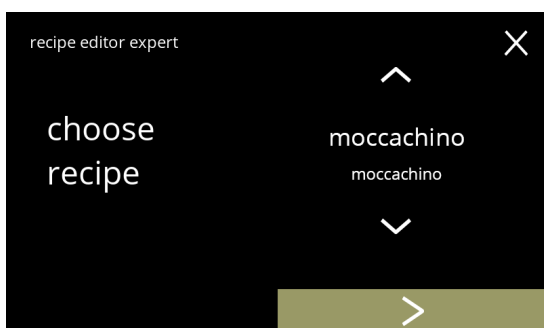 recipe editor expert
choose
recipe
moccachino
moccachino